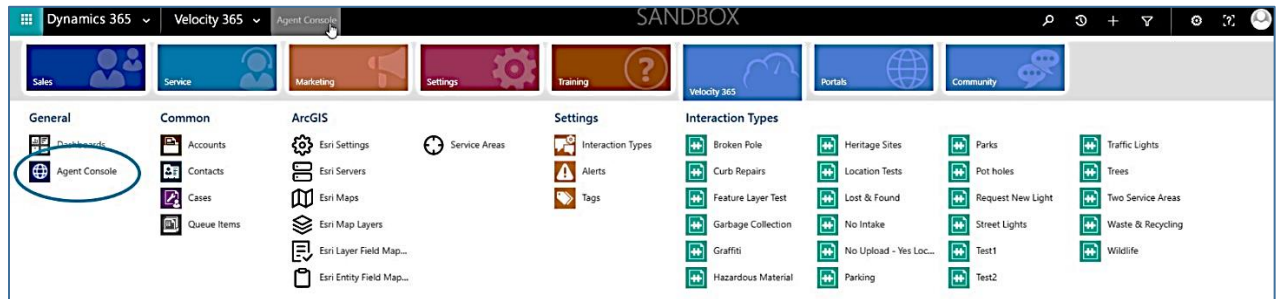 Dynamics 365 Velocity 365 Agent Console SANDBOX
Sales Service Marketing Settings Training Velocity 365 Portals Community
General Common ArcGIS Settings Interaction Types
Dashboards Accounts Esri Settings Service Areas Interaction Types Broken Pole Heritage Sites Parks Traffic Lights
Agent Console Contacts Esri Servers Alerts Curb Repairs Location Tests Pot holes Trees
Cases Esri Maps Tags Feature Layer Test Lost & Found Request New Light Two Service Areas
Queue Items Esri Map Layers Garbage Collection No Intake Street Lights Waste & Recycling
Esri Layer Field Map... Graffiti No Upload - Yes Loc... Test1 Wildlife
Esri Entity Field Map... Hazardous Material Parking Test2